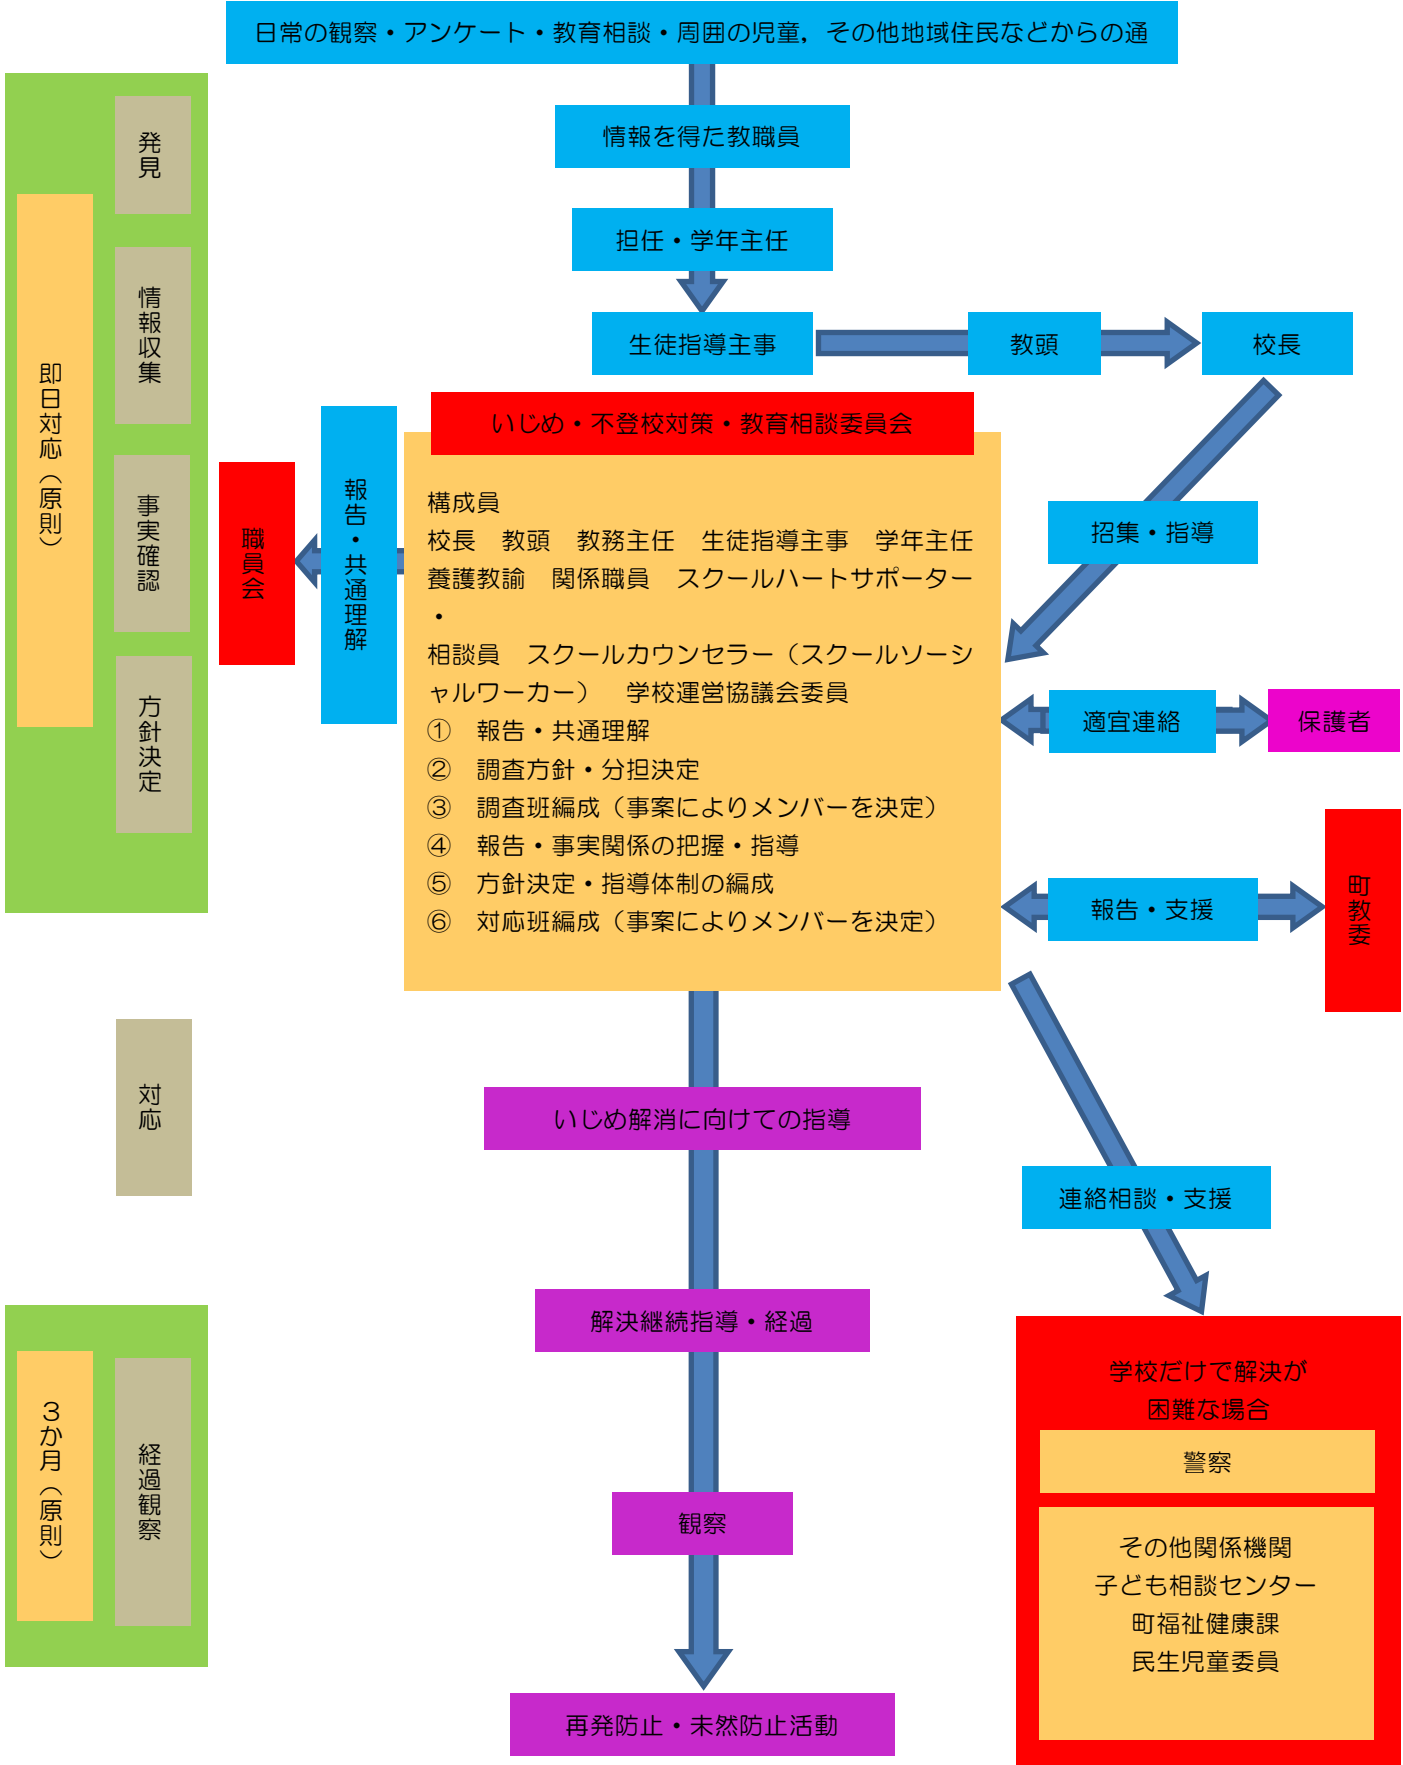 日常の観察・アンケート・教育相談・周囲の児童，その他地域住民などからの通
情報を得た教職員
担任・学年主任
生徒指導主事
教頭
校長
発見
情報収集
事実確認
方針決定
即日対応（原則）
職員会
報告・共通理解
いじめ・不登校対策・教育相談委員会
構成員
校長　教頭　教務主任　生徒指導主事　学年主任
養護教諭　関係職員　スクールハートサポーター
・
相談員　スクールカウンセラー（スクールソーシ
ャルワーカー）　学校運営協議会委員
①　報告・共通理解
②　調査方針・分担決定
③　調査班編成（事案によりメンバーを決定）
④　報告・事実関係の把握・指導
⑤　方針決定・指導体制の編成
⑥　対応班編成（事案によりメンバーを決定）
招集・指導
適宜連絡
保護者
報告・支援
町教委
対応
いじめ解消に向けての指導
連絡相談・支援
解決継続指導・経過
観察
再発防止・未然防止活動
３か月（原則）
経過観察
学校だけで解決が
困難な場合
警察
その他関係機関
子ども相談センター
町福祉健康課
民生児童委員